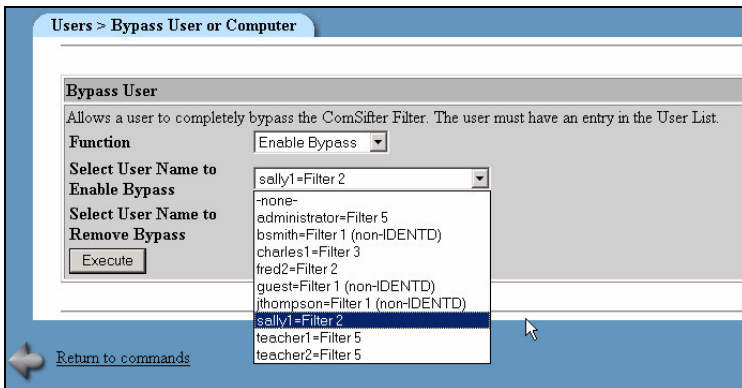 Users > Bypass User or Computer
Bypass User
Allows a user to completely bypass the ComSifter Filter. The user must have an entry in the User List.
Function
Enable Bypass
Select User Name to
Enable Bypass
sally1=Filter 2
-none-
administrator=Filter 5
bsmith=Filter 1 (non-IDENTD)
charles1=Filter 3
fred2=Filter 2
guest=Filter 1 (non-IDENTD)
jthompson=Filter 1 (non-IDENTD)
sally1=Filter 2
teacher1=Filter 5
teacher2=Filter 5
Select User Name to
Remove Bypass
Execute
Return to commands